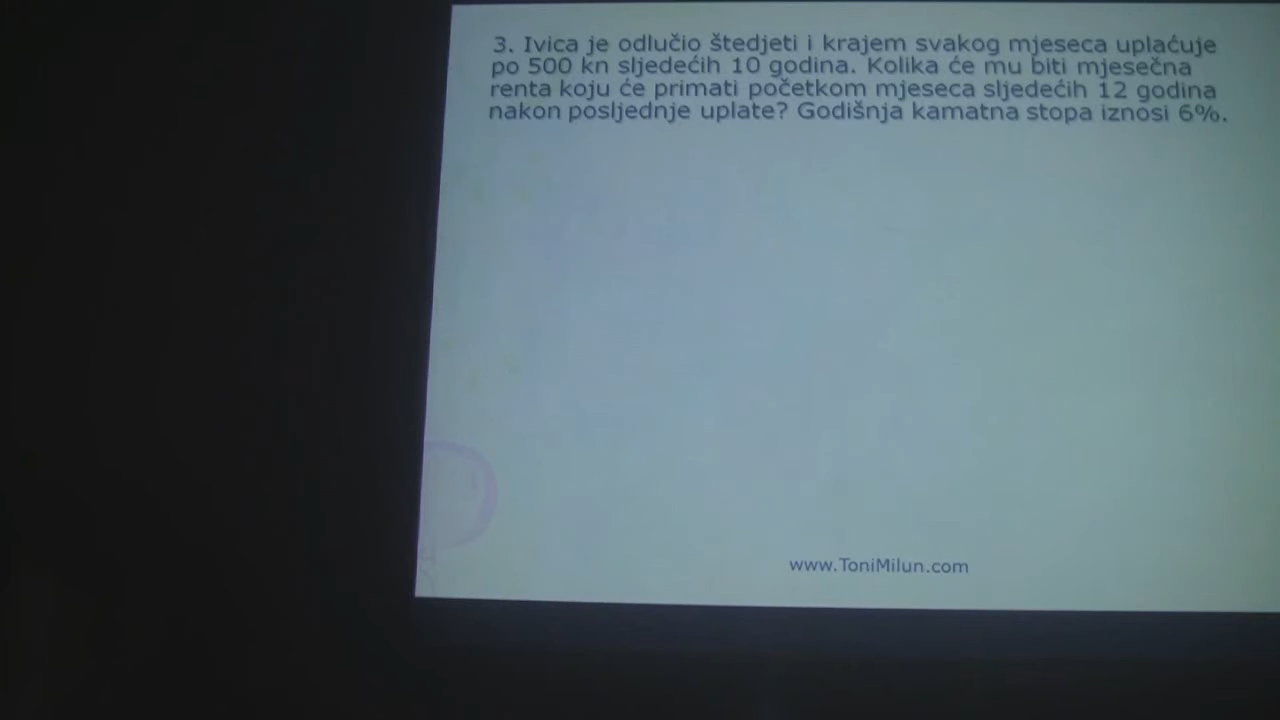 3. Ivica je odlučio štedjeti i krajem svakog mjeseca uplaćuje
po 500 kn sljedećih 10 godina. Kolika će mu biti mjesečna
renta koju će primati početkom mjeseca sljedećih 12 godina
nakon posljednje uplate? Godišnja kamatna stopa iznosi 6%.
www.ToniMilun.com